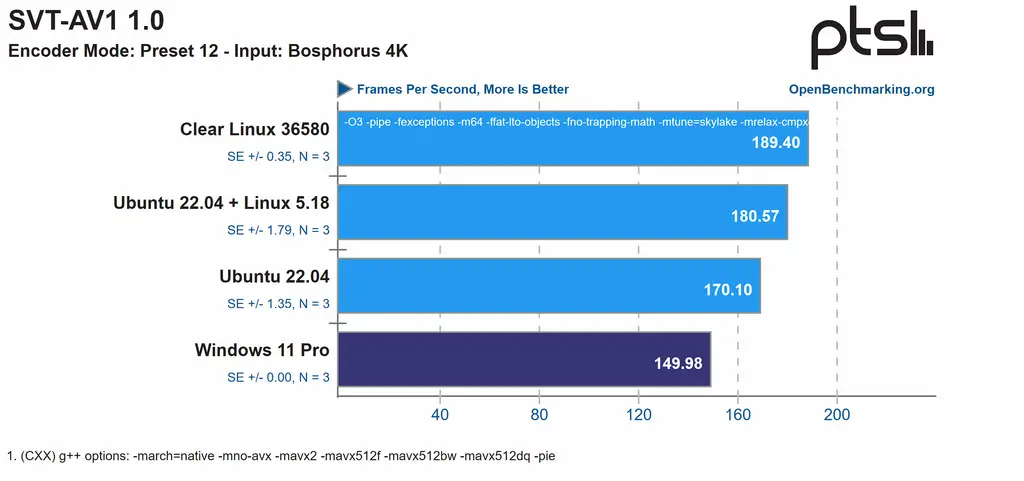 SVT-AV1 1.0
Encoder Mode: Preset 12 - Input: Bosphorus 4K
ptsl
Frames Per Second, More Is Better
OpenBenchmarking.org
Clear Linux 36580
SE +/- 0.35, N = 3
-O3 -pipe -fexceptions -m64 -ffat-lto-objects -fno-trapping-math -mtune=skylake -mrelax-cmpx
189.40
Ubuntu 22.04 + Linux 5.18
SE +/- 1.79, N = 3
180.57
Ubuntu 22.04
SE +/- 1.35, N = 3
170.10
Windows 11 Pro
SE +/- 0.00, N = 3
149.98
40 80 120 160 200
1. (CXX) g++ options: -march=native -mno-avx -mavx2 -mavx512f -mavx512bw -mavx512dq -pie